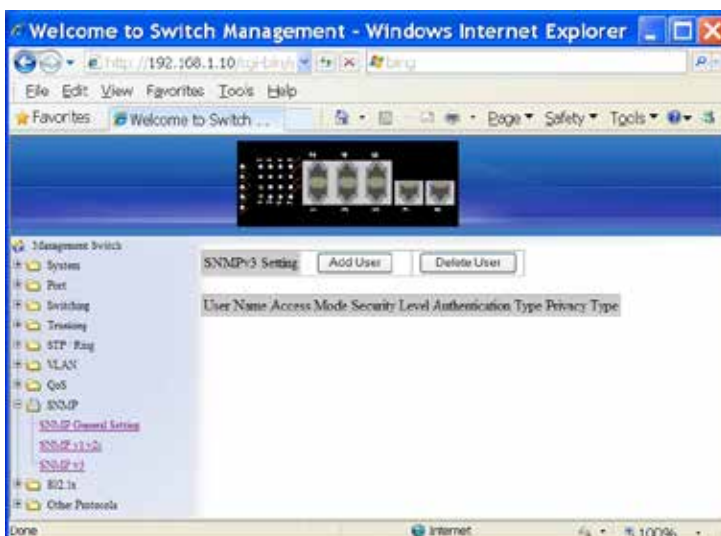 Welcome to Switch Management - Windows Internet Explorer
http://192.168.1.10/cgi-bin/
bing
File Edit View Favorites Tools Help
Favorites Welcome to Switch ... Page Safety Tools
Management Switch
System
Port
Switching
Trunking
STP / Ring
VLAN
QoS
SNMP
SNMP General Setting
SNMP v1/v2c
SNMP v3
802.1x
Other Protocols
SNMPv3 Setting Add User Delete User
User Name Access Mode Security Level Authentication Type Privacy Type
Done Internet 100%